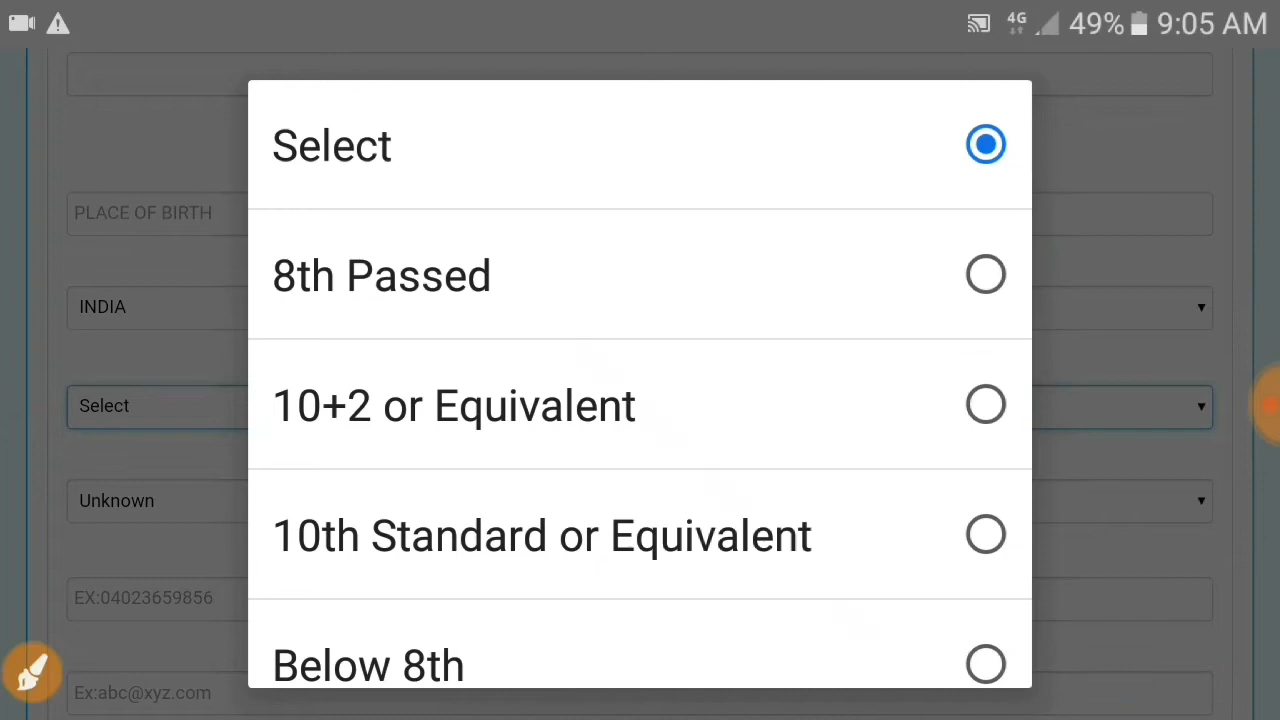 4G 49% 9:05 AM
Select
8th Passed
PLACE OF BIRTH
INDIA
10+2 or Equivalent
Select
Unknown
10th Standard or Equivalent
EX:04023659856
Below 8th
Ex:abc@xyz.com